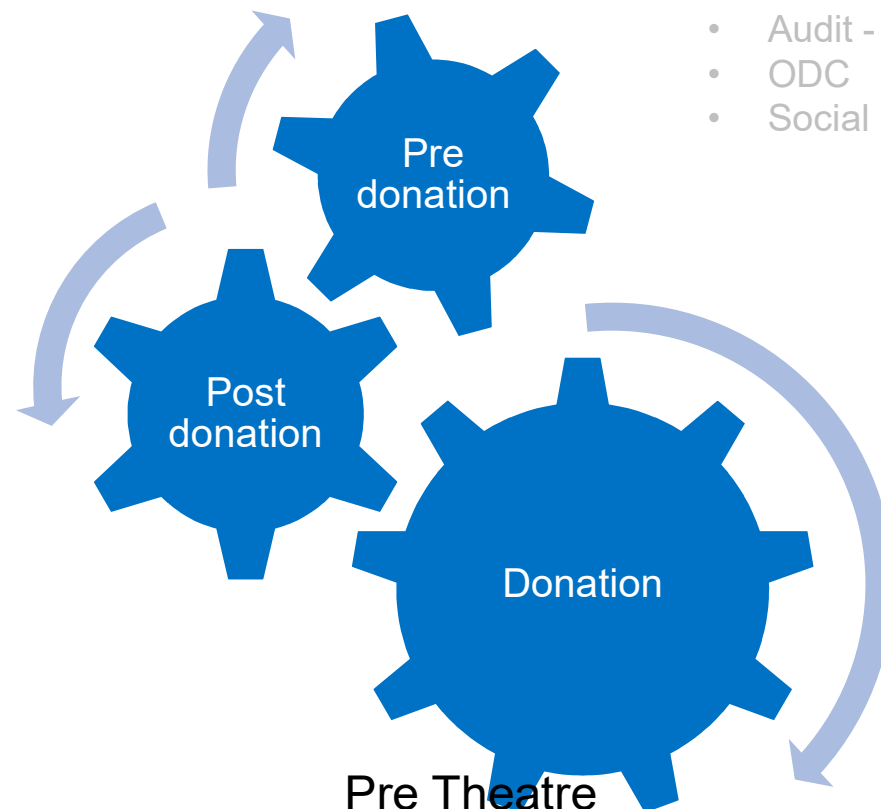 • Audit -
• ODC
• Social
Pre
donation
Post
donation
Donation
Pre Theatre